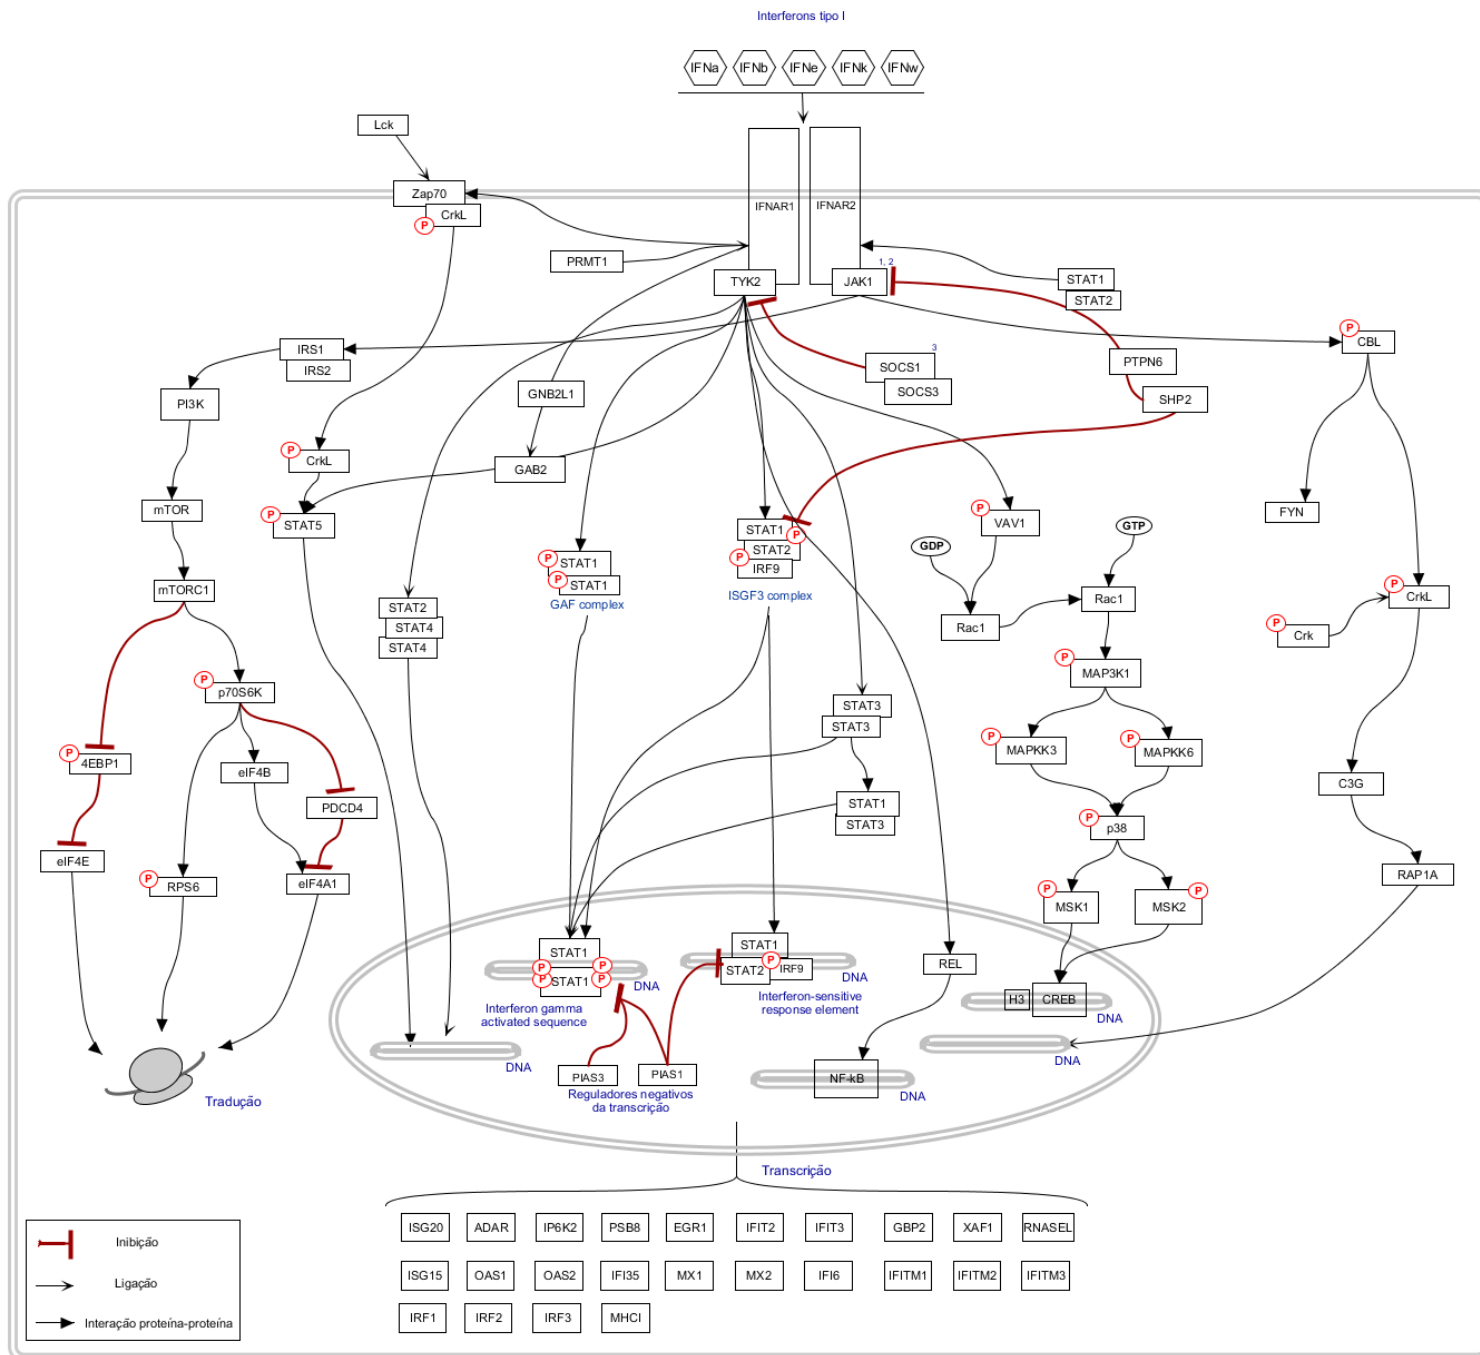 Interferons tipo I
IFNa
IFNb
IFNe
IFNk
IFNw
Lck
Zap70
CrkL
P
IFNAR1
IFNAR2
PRMT1
TYK2
JAK1
1, 2
STAT1
STAT2
IRS1
IRS2
SOCS1
3
SOCS3
PTPN6
SHP2
P
CBL
PI3K
GNB2L1
P
CrkL
GAB2
mTOR
P
STAT5
P
STAT1
P
STAT1
GAF complex
STAT1
P
STAT2
P
IRF9
ISGF3 complex
P
VAV1
GDP
GTP
Rac1
Rac1
FYN
P
CrkL
P
Crk
mTORC1
STAT2
STAT4
STAT4
P
p70S6K
P
MAP3K1
STAT3
STAT3
P
MAPKK3
P
MAPKK6
P
4EBP1
eIF4B
PDCD4
STAT1
STAT3
C3G
P
p38
eIF4E
P
RPS6
eIF4A1
RAP1A
P
MSK1
P
MSK2
STAT1
P
P
P
STAT1
P
DNA
Interferon gamma
activated sequence
STAT1
STAT2
P
IRF9
DNA
Interferon-sensitive
response element
REL
H3
CREB
DNA
DNA
DNA
PIAS3
PIAS1
Reguladores negativos
da transcrição
NF-kB
DNA
Tradução
Transcrição
ISG20
ADAR
IP6K2
PSB8
EGR1
IFIT2
IFIT3
GBP2
XAF1
RNASEL
ISG15
OAS1
OAS2
IFI35
MX1
MX2
IFI6
IFITM1
IFITM2
IFITM3
IRF1
IRF2
IRF3
MHCI
Inibição
Ligação
Interação proteína-proteína